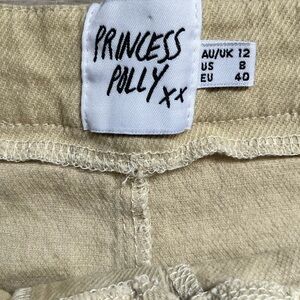 PRINCESS
POLLY xx
AU/UK 12
US 8
EU 40